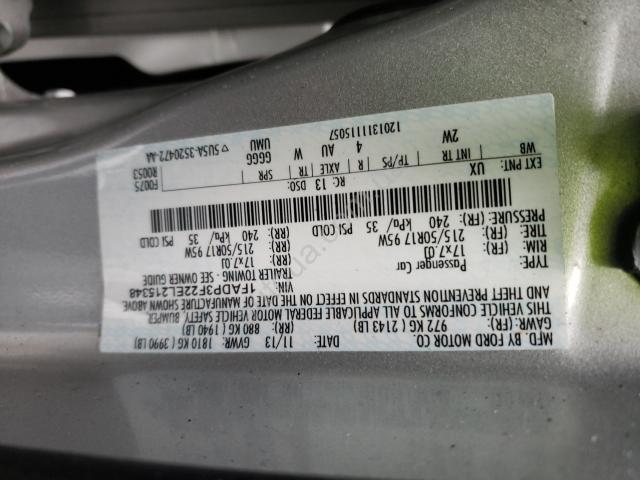 MFD. BY FORD MOTOR CO.
DATE: 11/13 GVWR: 1810 KG ( 3990 LB)
GAWR: (FR): 972 KG ( 2143 LB) (RR): 880 KG ( 1940 LB)
THIS VEHICLE CONFORMS TO ALL APPLICABLE FEDERAL MOTOR VEHICLE SAFETY, BUMPER,
AND THEFT PREVENTION STANDARDS IN EFFECT ON THE DATE OF MANUFACTURE SHOWN ABOVE.
VIN: 1FADP3F22EL215348
TYPE: Passenger Car TRAILER TOWING - SEE OWNER GUIDE
RIM: 17x7.0J 17x7.0J
TIRE: (FR): 215/50R17 95W (RR): 215/50R17 95W
PRESSURE: (FR): 240 kPa/ 35 PSI COLD (RR): 240 kPa/ 35 PSI COLD
RC: 13 DSO: F0075
EXT PNT: UX R0053
WB INT TR TP/PS R AXLE TR SPR
2W 4 AU W GGGG UMU
120131115057 ▽ 5U5A-3520472-AA